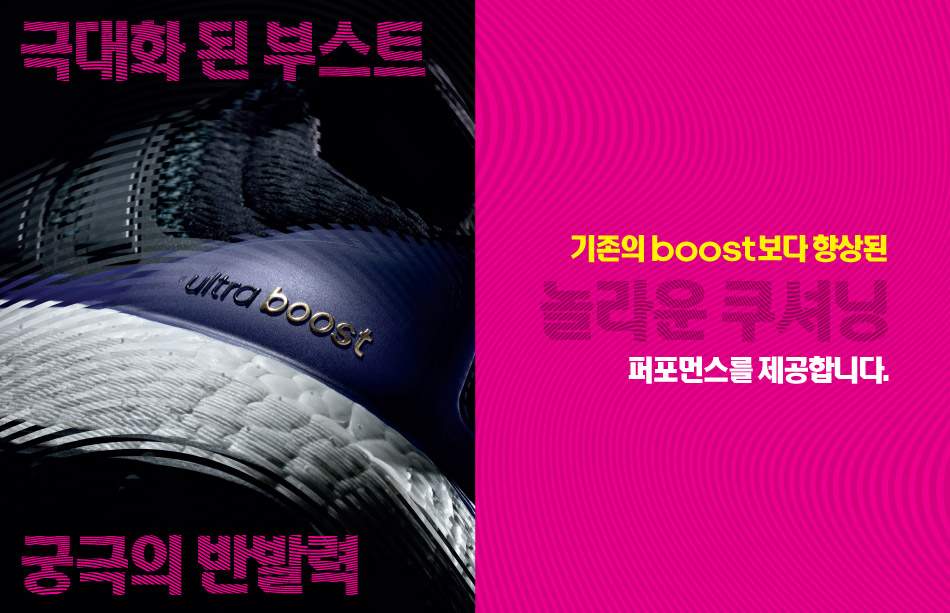 극대화 된 부스트
ultra boost
궁극의 반발력
기존의 boost보다 향상된
놀라운 쿠셔닝
퍼포먼스를 제공합니다.